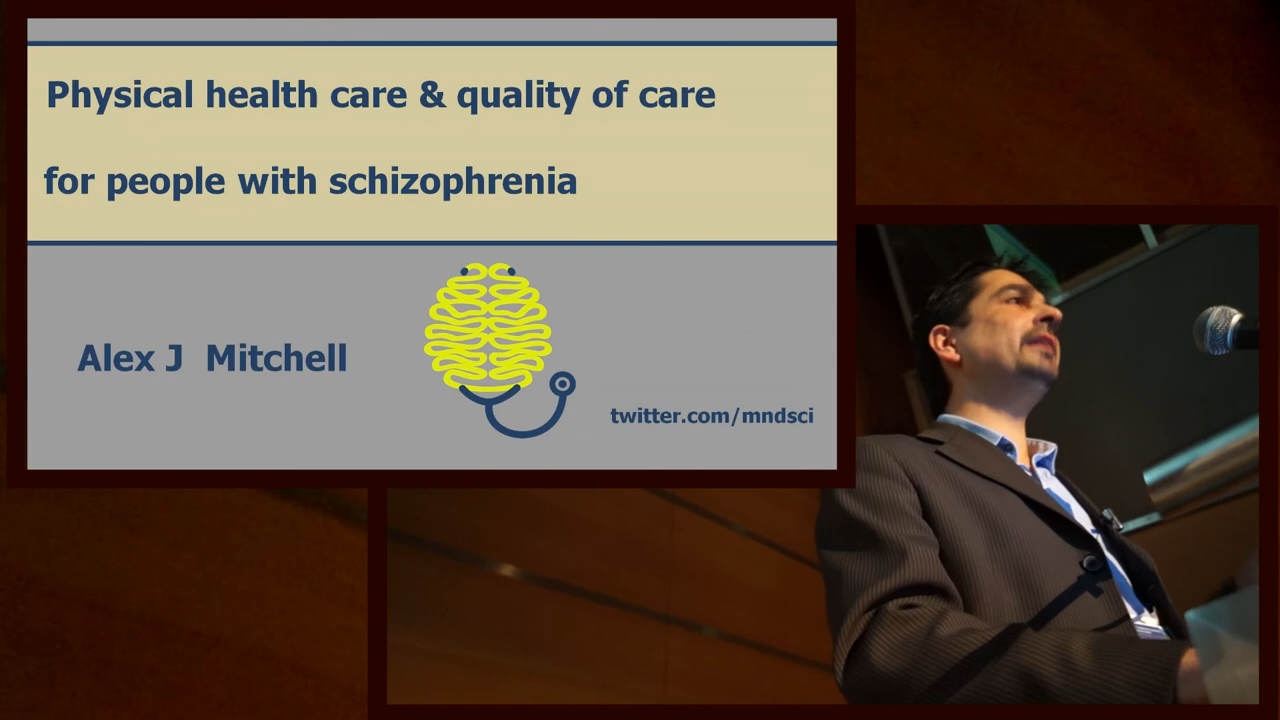 Physical health care & quality of care
for people with schizophrenia
Alex J Mitchell
twitter.com/mndsci